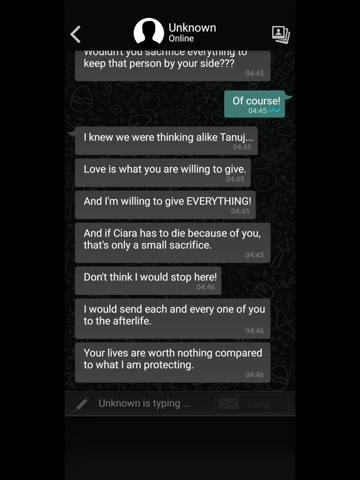 Unknown
Online
Wouldn't you sacrifice everything to
keep that person by your side???
04:45
Of course!
04:45
I knew we were thinking alike Tanuj...
04:45
Love is what you are willing to give.
04:45
And I'm willing to give EVERYTHING!
04:45
And if Ciara has to die because of you,
that's only a small sacrifice.
04:45
Don't think I would stop here!
04:46
I would send each and every one of you
to the afterlife.
04:46
Your lives are worth nothing compared
to what I am protecting.
04:46
Unknown is typing ...
Send